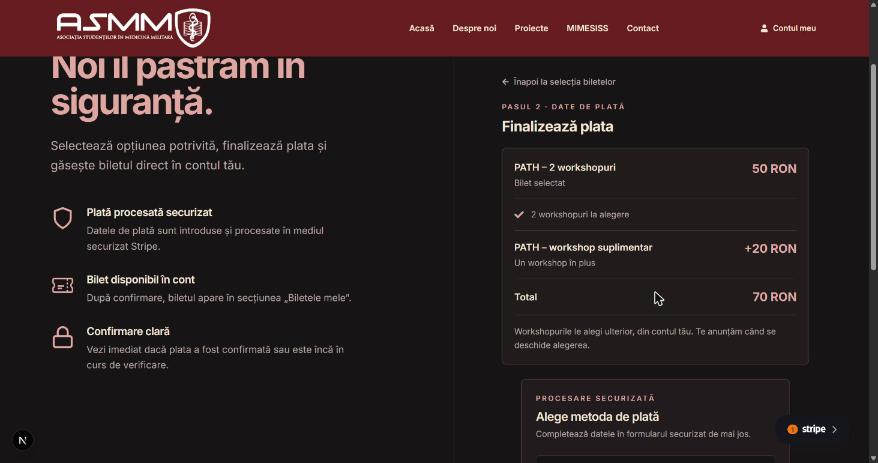 ASMM
ASOCIAȚIA STUDENȚILOR ÎN MEDICINĂ MILITARĂ
Acasă
Despre noi
Proiecte
MIMESISS
Contact
Contul meu
Noi îl păstrăm în
siguranță.
Selectează opțiunea potrivită, finalizează plata și
găsește biletul direct în contul tău.
Plată procesată securizat
Datele de plată sunt introduse și procesate în mediul
securizat Stripe.
Bilet disponibil în cont
După confirmare, biletul apare în secțiunea „Biletele mele”.
Confirmare clară
Vezi imediat dacă plata a fost confirmată sau este încă în
curs de verificare.
N
← Înapoi la selecția biletelor
PASUL 2 - DATE DE PLATĂ
Finalizează plata
PATH – 2 workshopuri
50 RON
Bilet selectat
2 workshopuri la alegere
PATH – workshop suplimentar
+20 RON
Un workshop în plus
Total
70 RON
Workshopurile le alegi ulterior, din contul tău. Te anunțăm când se
deschide alegerea.
PROCESARE SECURIZATĂ
Alege metoda de plată
Completează datele în formularul securizat de mai jos.
stripe